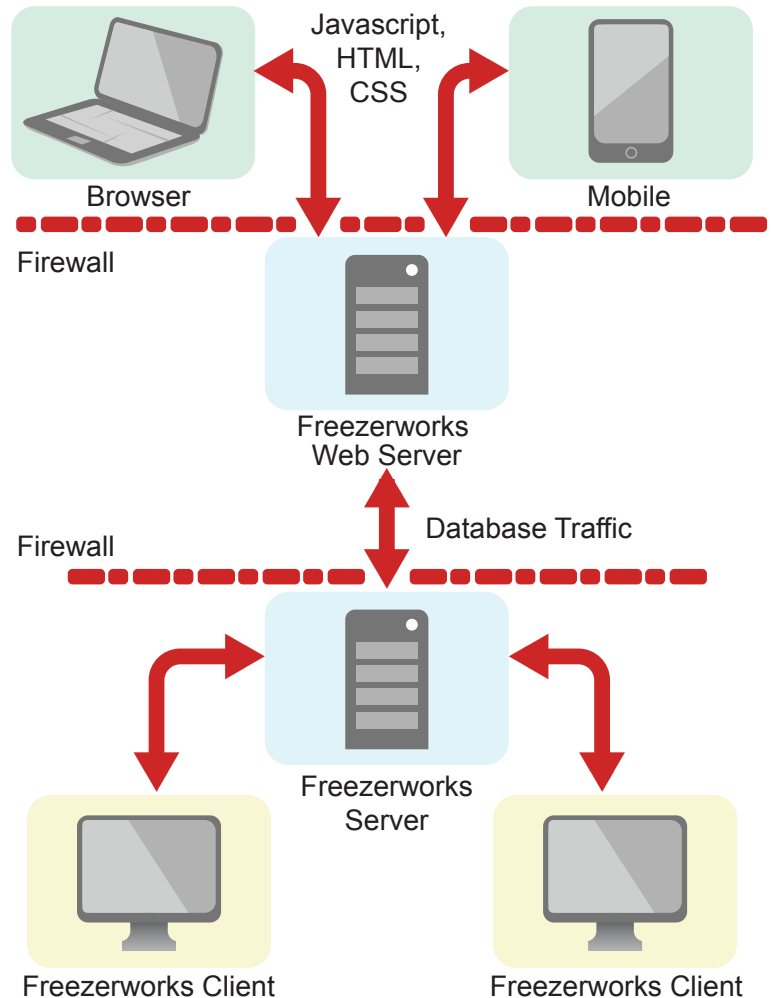 Javascript,
HTML,
CSS
Browser
Mobile
Firewall
Freezerworks
Web Server
Database Traffic
Firewall
Freezerworks
Server
Freezerworks Client
Freezerworks Client